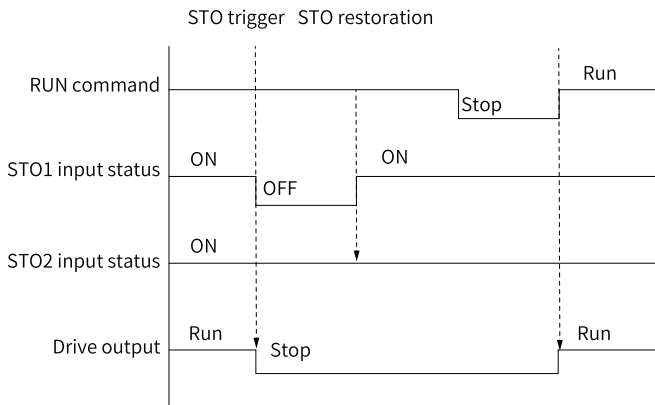 STO trigger STO restoration
Run
RUN command
Stop
ON
ON
STO1 input status
OFF
ON
STO2 input status
Run
Run
Drive output
Stop